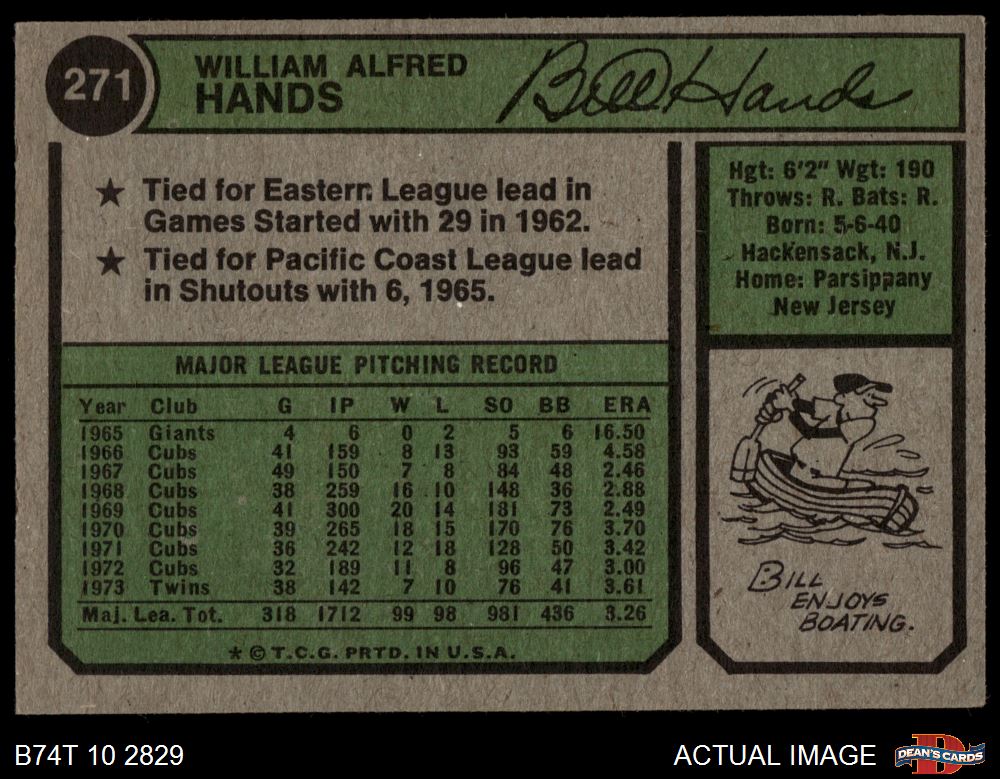 271
WILLIAM ALFRED
HANDS
Bill Hands
★ Tied for Eastern League lead in
Games Started with 29 in 1962.
★ Tied for Pacific Coast League lead
in Shutouts with 6, 1965.
Hgt: 6'2" Wgt: 190
Throws: R. Bats: R.
Born: 5-6-40
Hackensack, N.J.
Home: Parsippany
New Jersey
MAJOR LEAGUE PITCHING RECORD
Year Club G IP W L SO BB ERA
1965 Giants 4 6 0 2 5 6 16.50
1966 Cubs 41 159 8 13 93 59 4.58
1967 Cubs 49 150 7 8 84 48 2.46
1968 Cubs 38 259 16 10 148 36 2.88
1969 Cubs 41 300 20 14 181 73 2.49
1970 Cubs 39 265 18 15 170 76 3.70
1971 Cubs 36 242 12 18 128 50 3.42
1972 Cubs 32 189 11 8 96 47 3.00
1973 Twins 38 142 7 10 76 41 3.61
Maj. Lea. Tot. 318 1712 99 98 981 436 3.26
* © T.C.G. PRTD. IN U.S.A.
BILL
ENJOYS
BOATING.
B74T 10 2829
ACTUAL IMAGE
DEAN'S CARDS